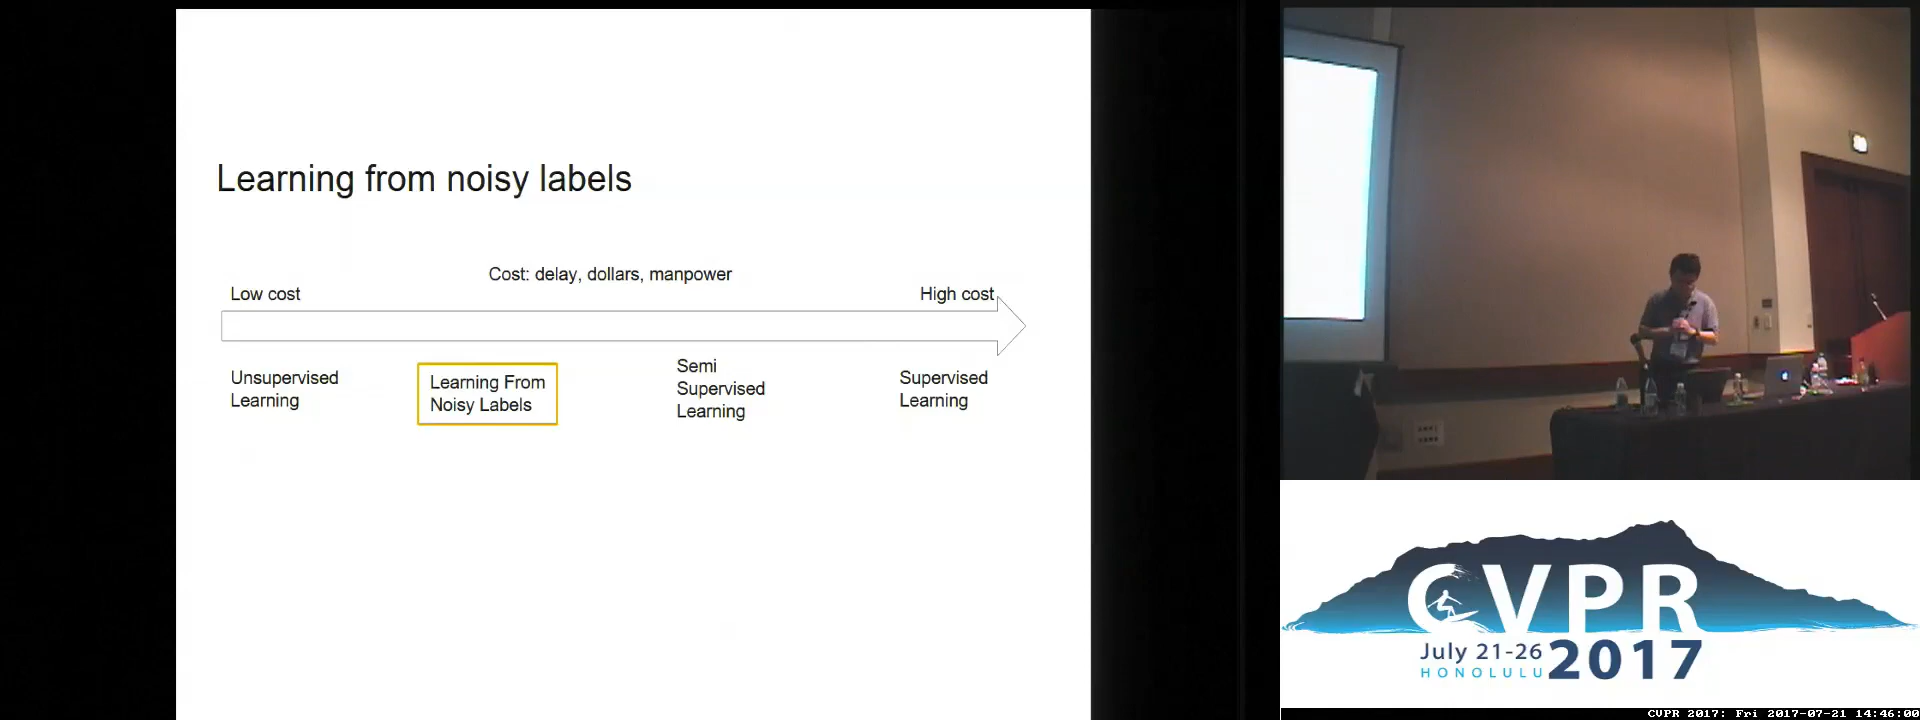 Learning from noisy labels
Cost: delay, dollars, manpower
Low cost
High cost
Unsupervised
Learning
Learning From
Noisy Labels
Semi
Supervised
Learning
Supervised
Learning
CVPR
July 21-26
HONOLULU
2017
CVPR 2017: Fri 2017-07-21 14:46:00